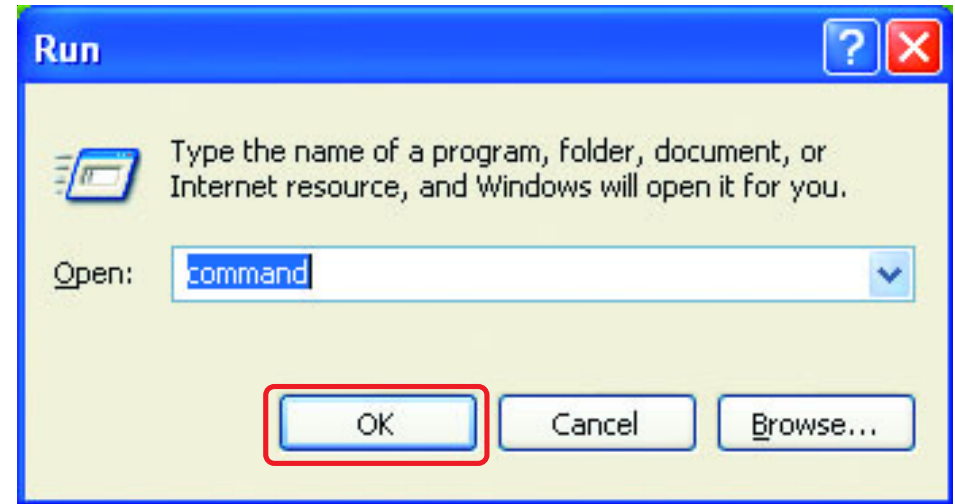 Run
?
Type the name of a program, folder, document, or
Internet resource, and Windows will open it for you.
Open:
command
OK
Cancel
Browse...